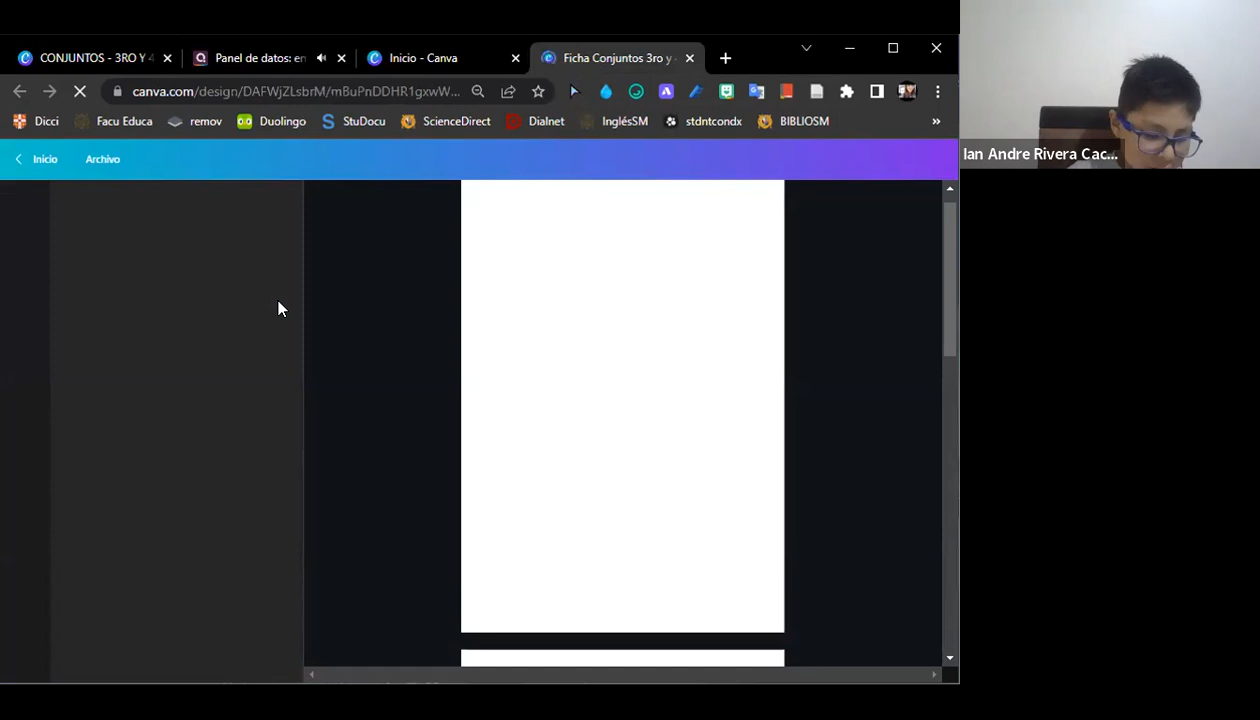 CONJUNTOS - 3RO Y 4
Panel de datos: en
Inicio - Canva
Ficha Conjuntos 3ro y
canva.com/design/DAFWjZLsbrM/mBuPnDDHR1gxwW...
Dicci
Facu Educa
remov
Duolingo
StuDocu
ScienceDirect
Dialnet
InglésSM
stdntcondx
BIBLIOSM
»
Inicio
Archivo
Ian Andre Rivera Cac...